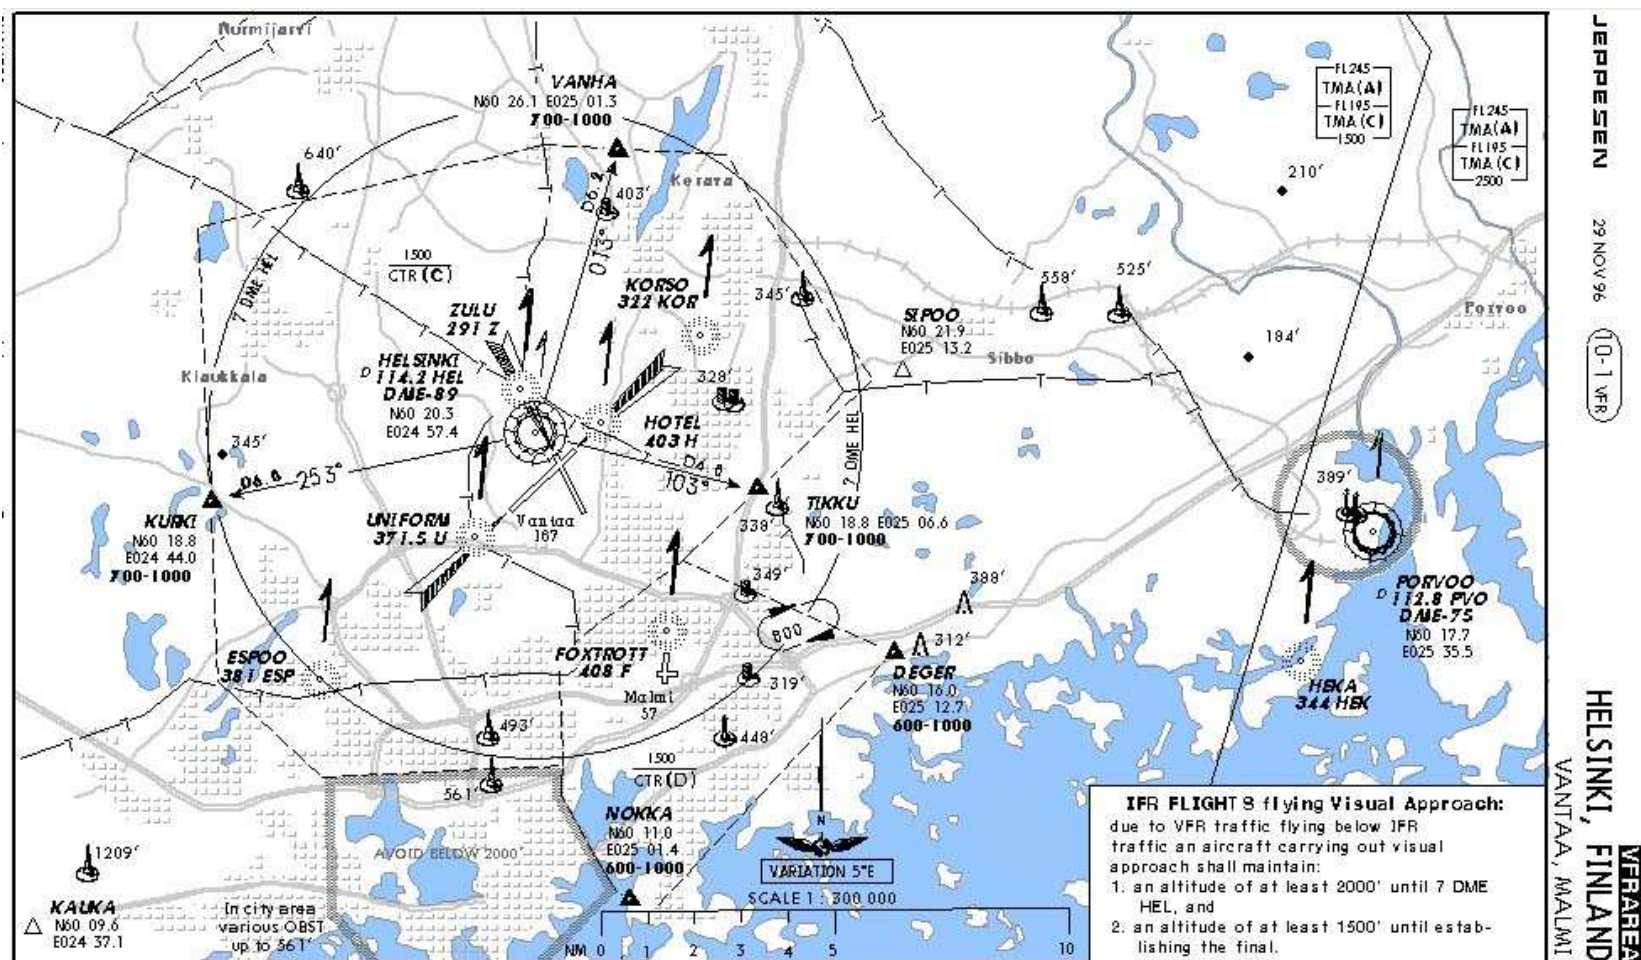 Nurmijarvi
VANHA
N60 26.1 E025 01.3
700-1000
640'
403'
D6.2
013°
Kerava
7 DME HEL
1500
CTR (C)
KORSO
322 KOR
345'
ZULU
291 Z
HELSINKI
D 114.2 HEL
DME-89
N60 20.3
E024 57.4
Klaukkala
328'
HOTEL
403 H
SIPOO
N60 21.9
E025 13.2
Sibbo
558'
525'
184'
210'
FL245
TMA(A)
FL195
TMA(C)
1500
FL245
TMA(A)
FL195
TMA(C)
2500
Porvoo
345'
D6.8
253°
D4.8
103°
7 DME HEL
KURKI
N60 18.8
E024 44.0
700-1000
UNIFORM
371.5 U
Vantaa
167
338'
TIKKU
N60 18.8 E025 06.6
700-1000
349'
800
388'
312'
389'
PORVOO
D 112.8 PVO
DME-75
N60 17.7
E025 35.5
HEKA
344 HEK
ESPOO
381 ESP
FOXTROTT
408 F
Malmi
57
319'
DEGER
N60 16.0
E025 12.7
600-1000
493'
448'
561'
1500
CTR (D)
NOKKA
N60 11.0
E025 01.4
600-1000
AVOID BELOW 2000'
1209'
KAUKA
N60 09.6
E024 37.1
In city area
various OBST
up to 561'
N
VARIATION 5°E
SCALE 1 : 300 000
NM 0 1 2 3 4 5 10
IFR FLIGHTS flying Visual Approach:
due to VFR traffic flying below IFR
traffic an aircraft carrying out visual
approach shall maintain:
1. an altitude of at least 2000' until 7 DME
HEL, and
2. an altitude of at least 1500' until estab-
lishing the final.
JEPPESEN 29 NOV 96 10-1 VFR
HELSINKI, FINLAND
VANTAA, MALMI
VFRAREA